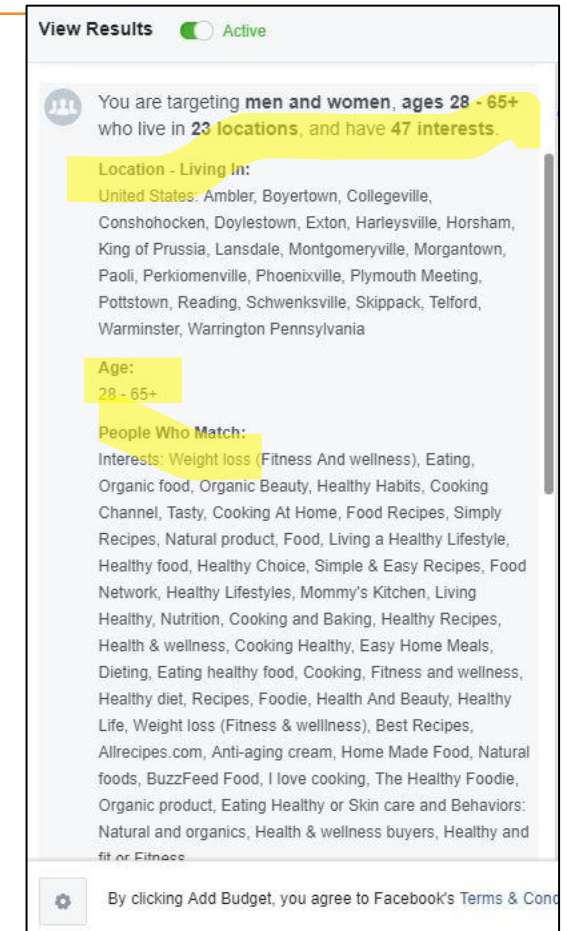 View Results Active
You are targeting men and women, ages 28 - 65+
who live in 23 locations, and have 47 interests.
Location - Living In:
United States: Ambler, Boyertown, Collegeville,
Conshohocken, Doylestown, Exton, Harleysville, Horsham,
King of Prussia, Lansdale, Montgomeryville, Morgantown,
Paoli, Perkiomenville, Phoenixville, Plymouth Meeting,
Pottstown, Reading, Schwenksville, Skippack, Telford,
Warminster, Warrington Pennsylvania
Age:
28 - 65+
People Who Match:
Interests: Weight loss (Fitness And wellness), Eating,
Organic food, Organic Beauty, Healthy Habits, Cooking
Channel, Tasty, Cooking At Home, Food Recipes, Simply
Recipes, Natural product, Food, Living a Healthy Lifestyle,
Healthy food, Healthy Choice, Simple & Easy Recipes, Food
Network, Healthy Lifestyles, Mommy's Kitchen, Living
Healthy, Nutrition, Cooking and Baking, Healthy Recipes,
Health & wellness, Cooking Healthy, Easy Home Meals,
Dieting, Eating healthy food, Cooking, Fitness and wellness,
Healthy diet, Recipes, Foodie, Health And Beauty, Healthy
Life, Weight loss (Fitness & welllness), Best Recipes,
Allrecipes.com, Anti-aging cream, Home Made Food, Natural
foods, BuzzFeed Food, I love cooking, The Healthy Foodie,
Organic product, Eating Healthy or Skin care and Behaviors:
Natural and organics, Health & wellness buyers, Healthy and
fit or Fitness
By clicking Add Budget, you agree to Facebook's Terms & Cond